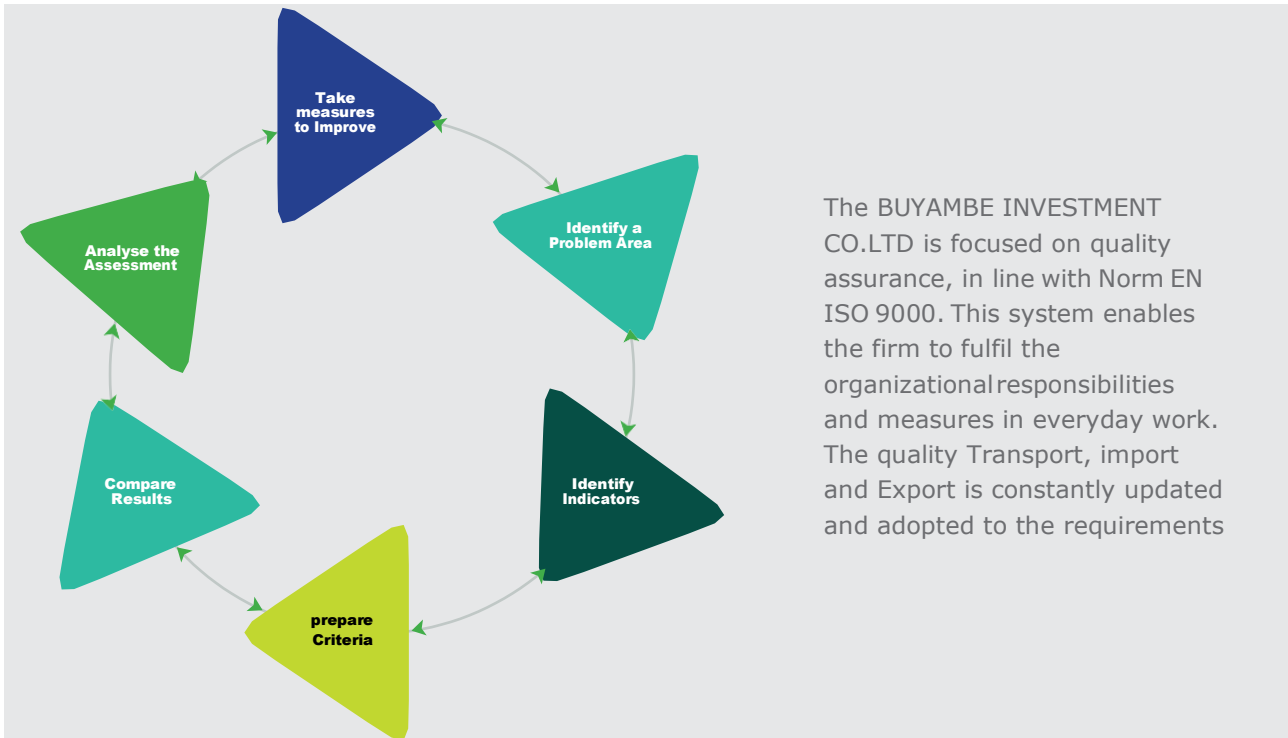 Take
measures
to Improve
Identify a
Problem Area
Identify
Indicators
prepare
Criteria
Compare
Results
Analyse the
Assessment
The BUYAMBE INVESTMENT
CO.LTD is focused on quality
assurance, in line with Norm EN
ISO 9000. This system enables
the firm to fulfil the
organizational responsibilities
and measures in everyday work.
The quality Transport, import
and Export is constantly updated
and adopted to the requirements